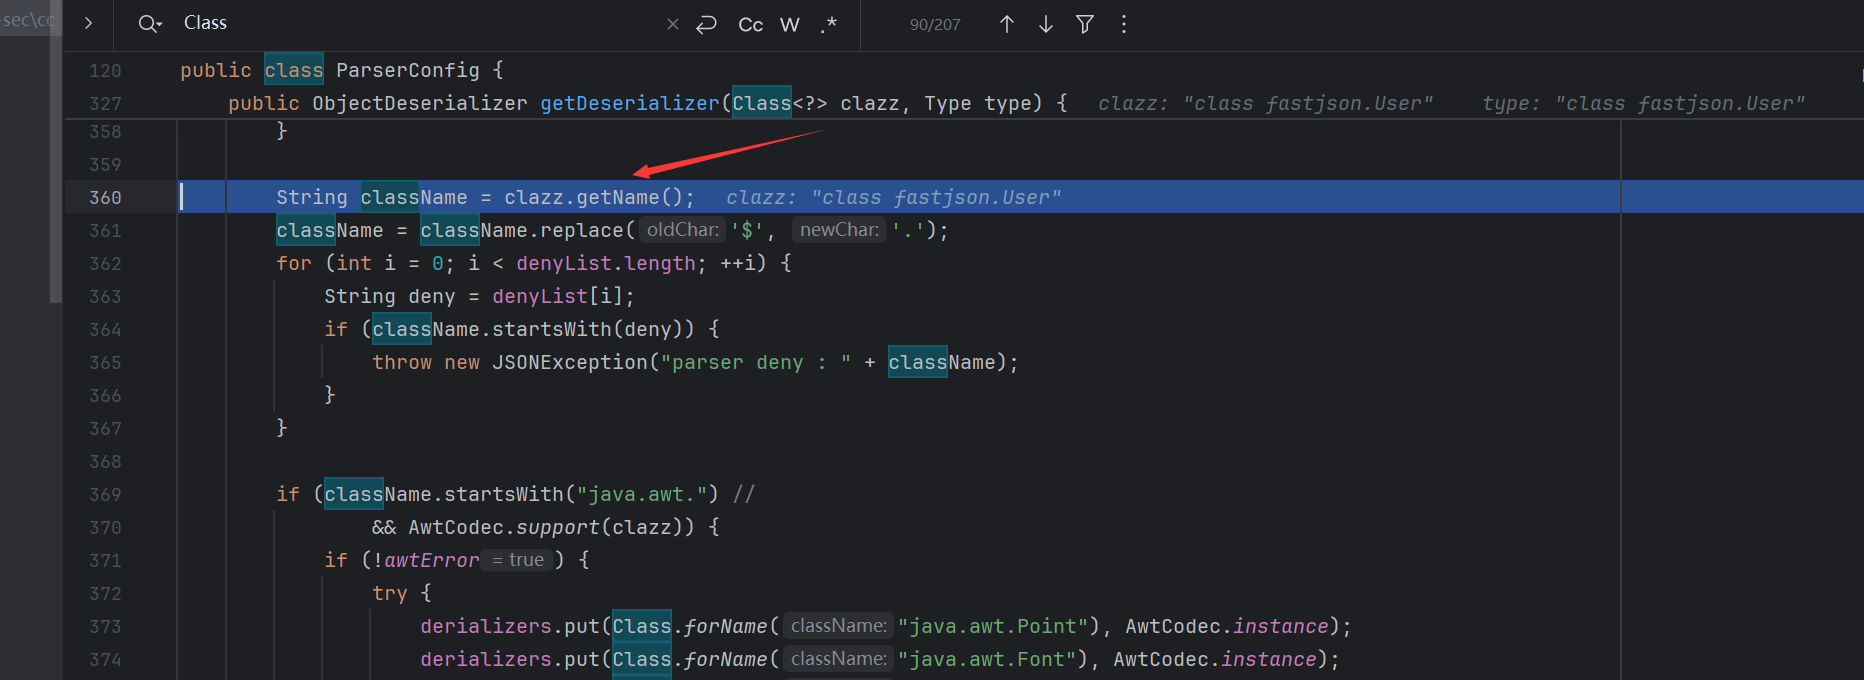 -sec\cc
Class
Cc W .*
90/207
120 public class ParserConfig {
327 public ObjectDeserializer getDeserializer(Class<?> clazz, Type type) { clazz: "class fastjson.User" type: "class fastjson.User"
358 }
359
360 String className = clazz.getName(); clazz: "class fastjson.User"
361 className = className.replace( oldChar: '$', newChar: '.');
362 for (int i = 0; i < denyList.length; ++i) {
363 String deny = denyList[i];
364 if (className.startsWith(deny)) {
365 throw new JSONException("parser deny : " + className);
366 }
367 }
368
369 if (className.startsWith("java.awt.") //
370 && AwtCodec.support(clazz)) {
371 if (!awtError = true ) {
372 try {
373 derializers.put(Class.forName( className: "java.awt.Point"), AwtCodec.instance);
374 derializers.put(Class.forName( className: "java.awt.Font"), AwtCodec.instance);